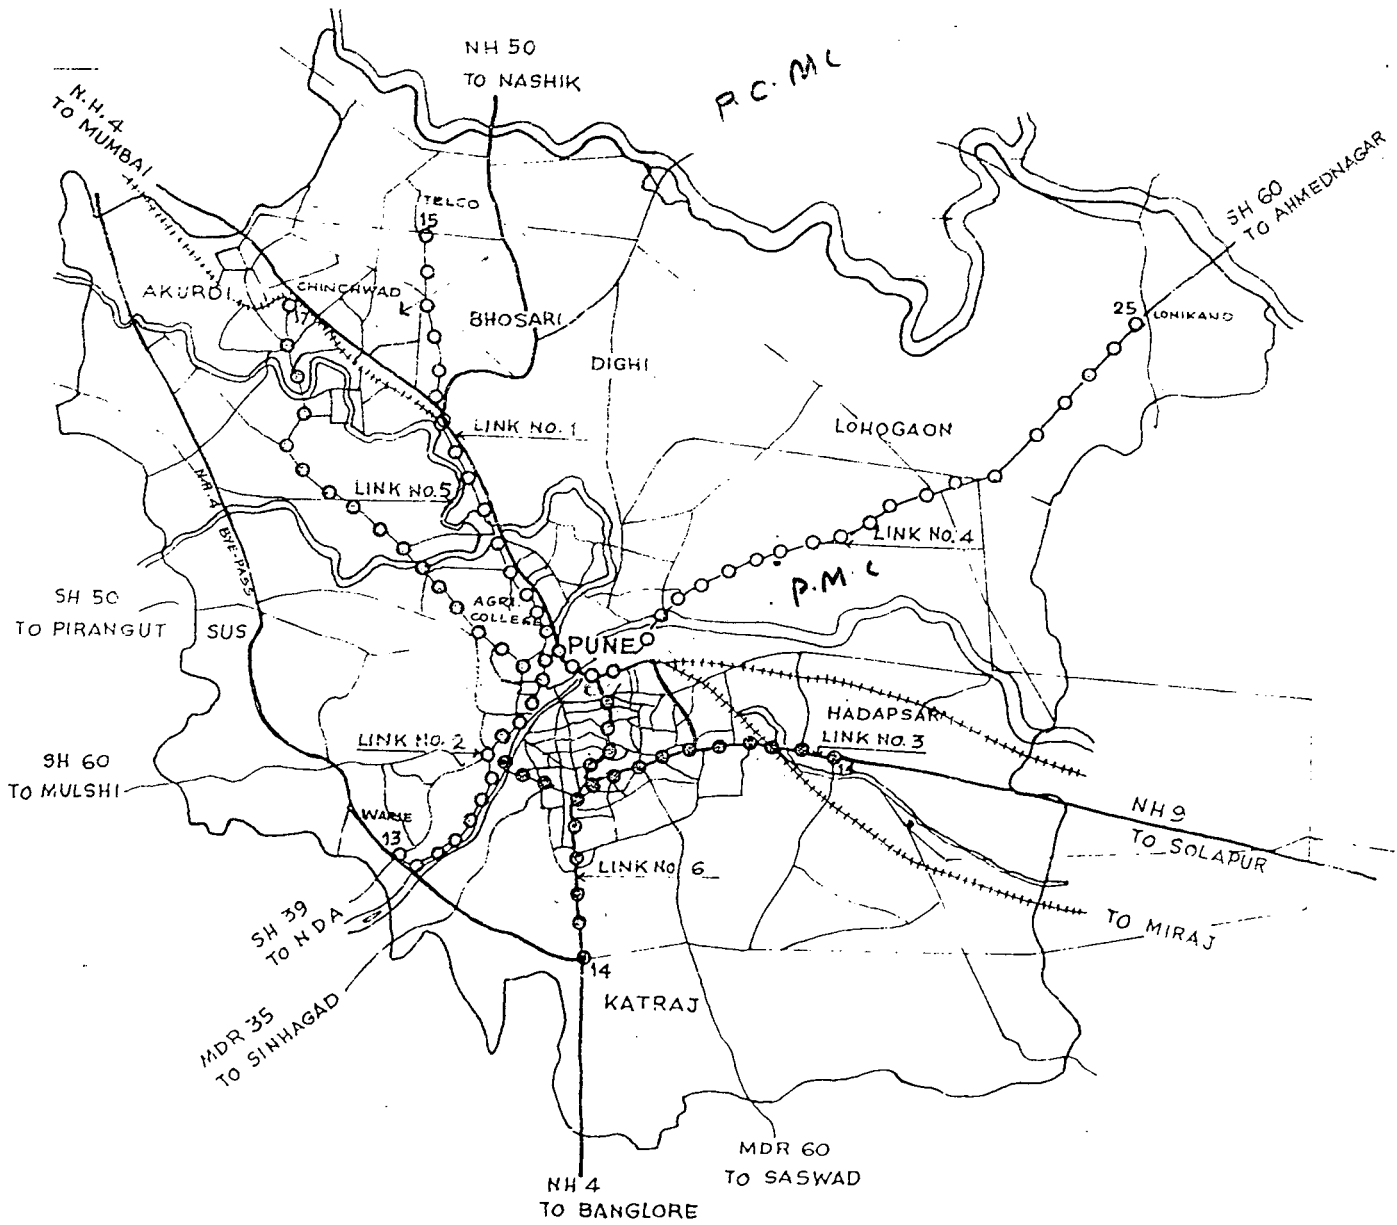 P.C.MC
NH 50
TO NASHIK
N.H.4
TO MUMBAI
SH 60
TO AHMEDNAGAR
TELCO
15
AKURDI
CHINCHWAD
17
BHOSARI
25
LONIKAND
DIGHI
LINK NO. 1
LOHOGAON
LINK NO. 5
N.H.4
BYE-PASS
LINK NO. 4
P.M.C
SH 50
TO PIRANGUT
SUS
AGRI.
COLLEGE
PUNE
HADAPSAR
LINK NO. 3
LINK NO. 2
SH 60
TO MULSHI
WARJE
13
NH 9
TO SOLAPUR
LINK NO. 6
SH 39
TO NDA
TO MIRAJ
14
KATRAJ
MDR 35
TO SINHAGAD
MDR 60
TO SASWAD
NH 4
TO BANGLORE